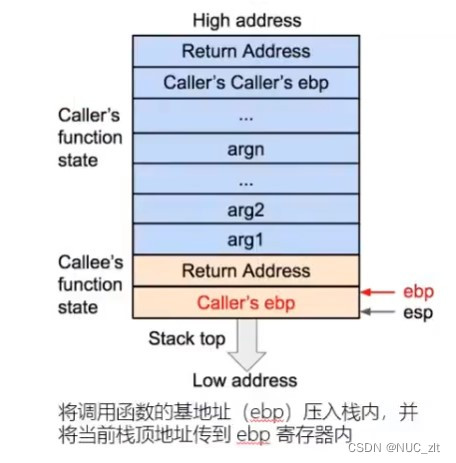 High address
Return Address
Caller's Caller's ebp
...
Caller's
function
state
argn
...
arg2
arg1
Callee's
function
state
Return Address
Caller's ebp
ebp
esp
Stack top
Low address
将调用函数的基地址（ebp）压入栈内，并
将当前栈顶地址传到 ebp 寄存器内
CSDN @NUC_zlt